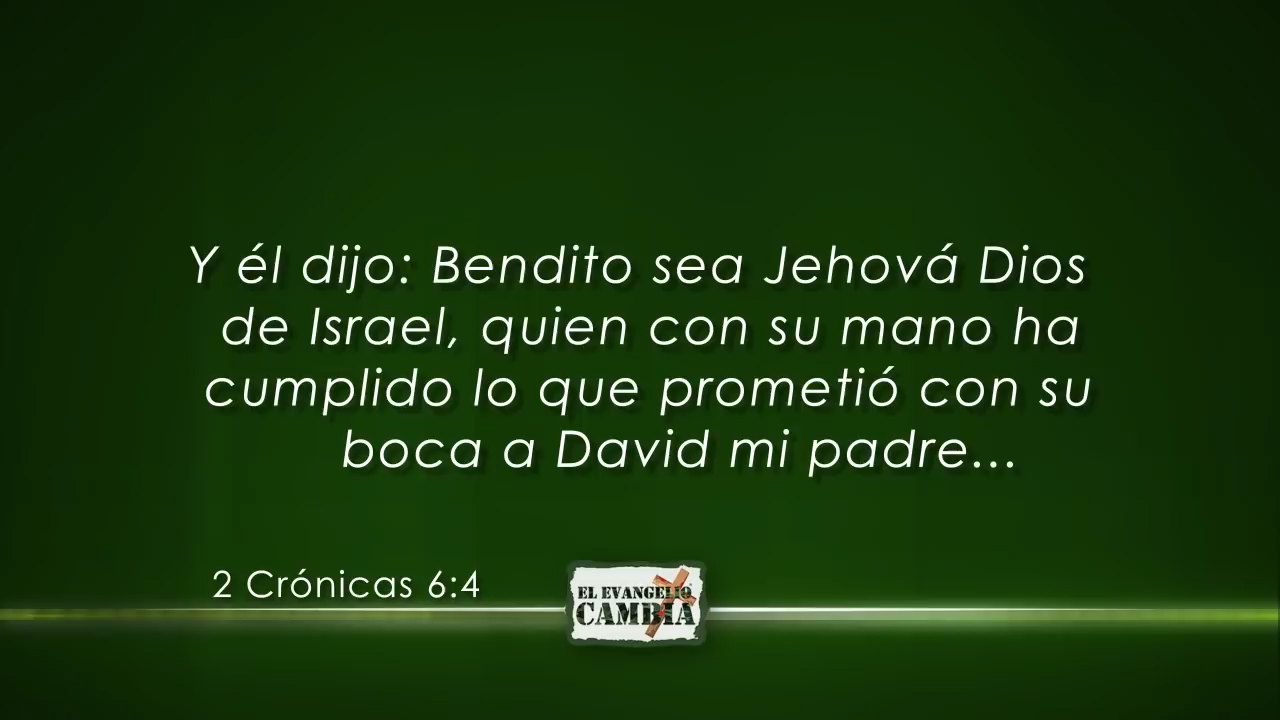 Y él dijo: Bendito sea Jehová Dios
de Israel, quien con su mano ha
cumplido lo que prometió con su
boca a David mi padre...
2 Crónicas 6:4
EL EVANGELIO
CAMBIA